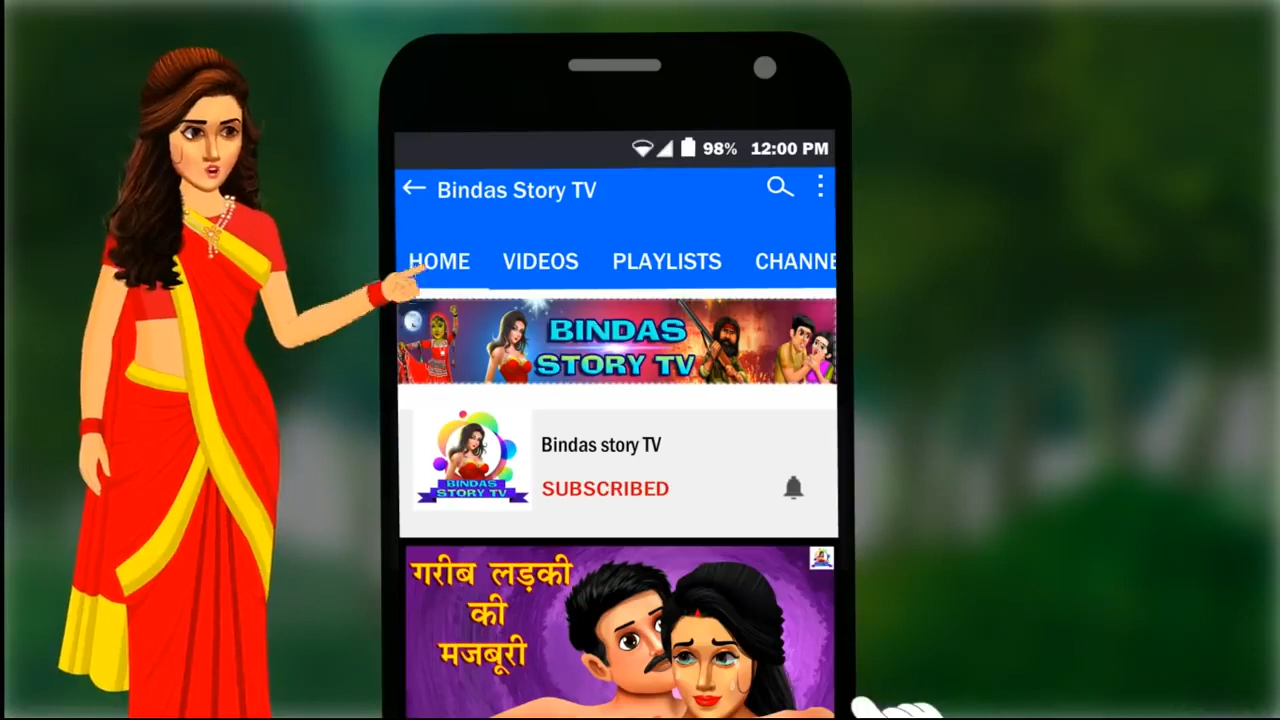 98% 12:00 PM
Bindas Story TV
HOME VIDEOS PLAYLISTS CHANNE
BINDAS
STORY TV
Bindas story TV
BINDAS
STORY TV
SUBSCRIBED
गरीब लड़की
की
मजबूरी